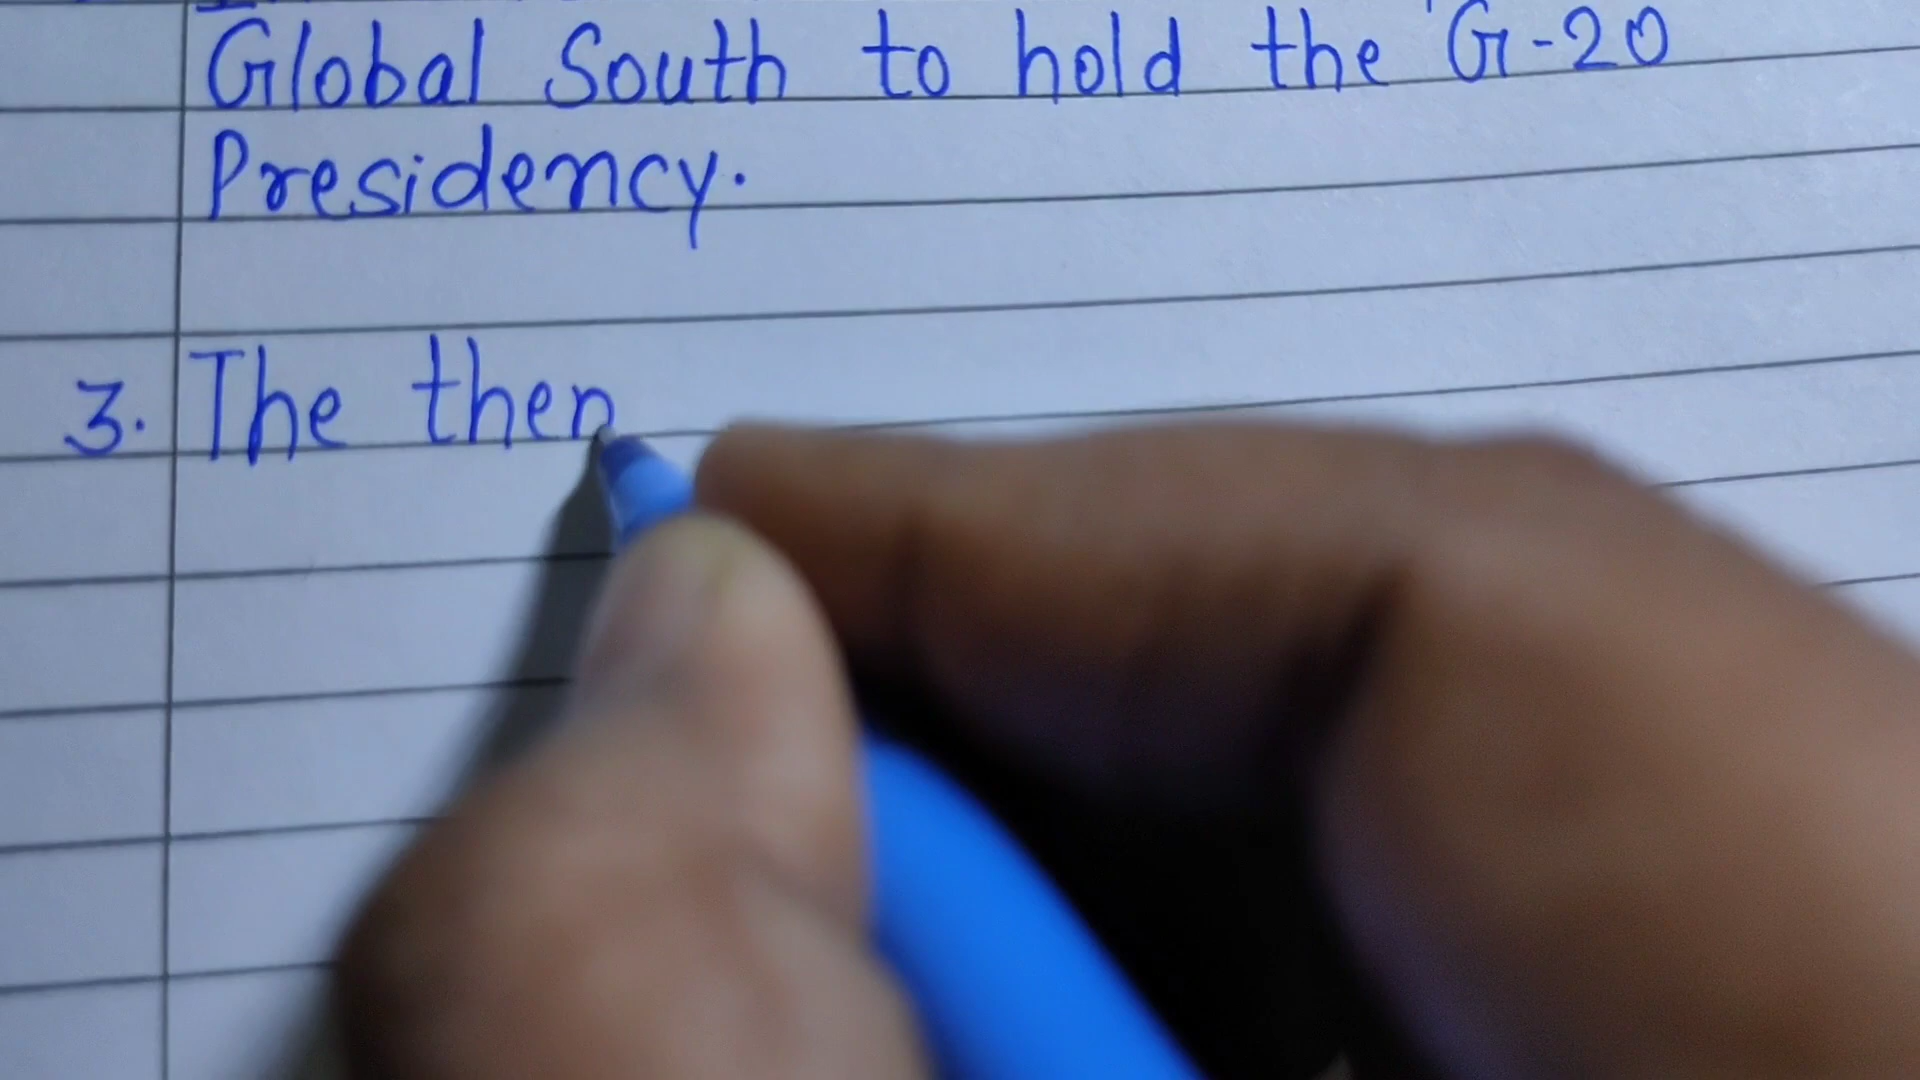 Global South to hold the G-20
Presidency.
3. The then